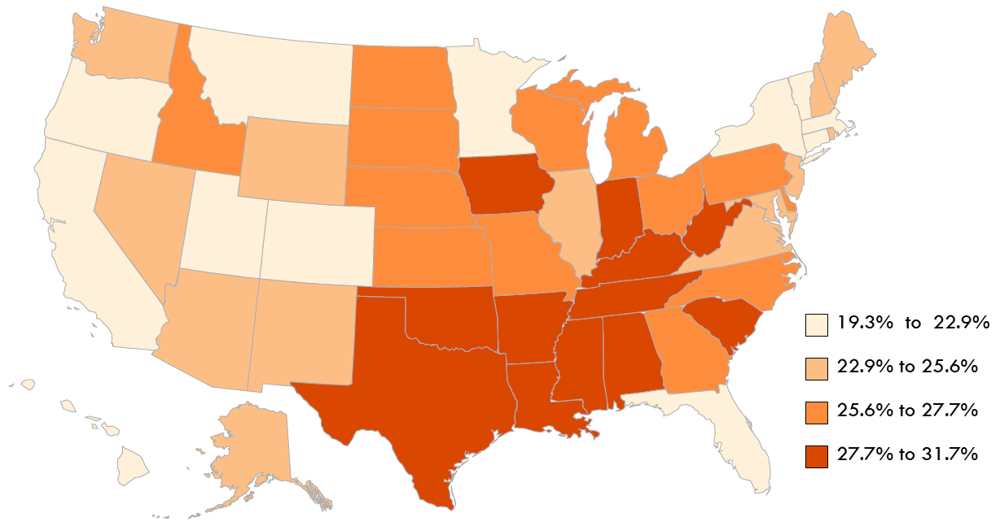 19.3% to 22.9%
22.9% to 25.6%
25.6% to 27.7%
27.7% to 31.7%